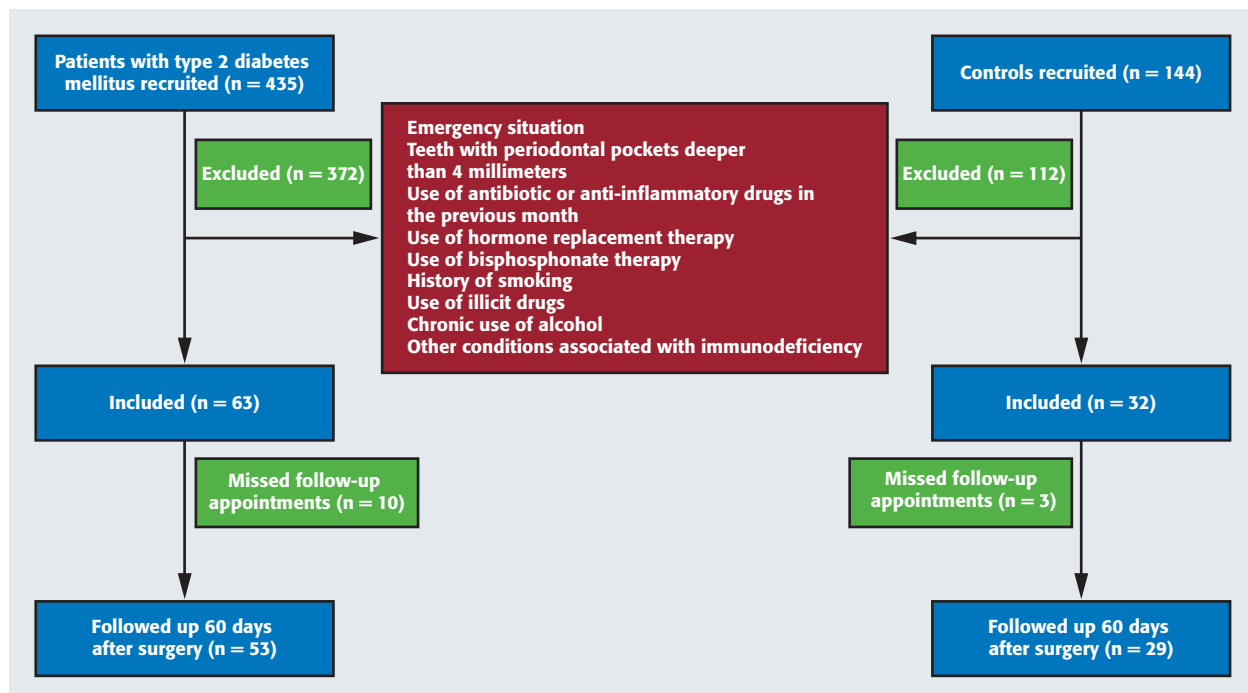 Patients with type 2 diabetes
mellitus recruited (n = 435)
Controls recruited (n = 144)
Excluded (n = 372)
Emergency situation
Teeth with periodontal pockets deeper
than 4 millimeters
Use of antibiotic or anti-inflammatory drugs in
the previous month
Use of hormone replacement therapy
Use of bisphosphonate therapy
History of smoking
Use of illicit drugs
Chronic use of alcohol
Other conditions associated with immunodeficiency
Excluded (n = 112)
Included (n = 63)
Included (n = 32)
Missed follow-up
appointments (n = 10)
Missed follow-up
appointments (n = 3)
Followed up 60 days
after surgery (n = 53)
Followed up 60 days
after surgery (n = 29)